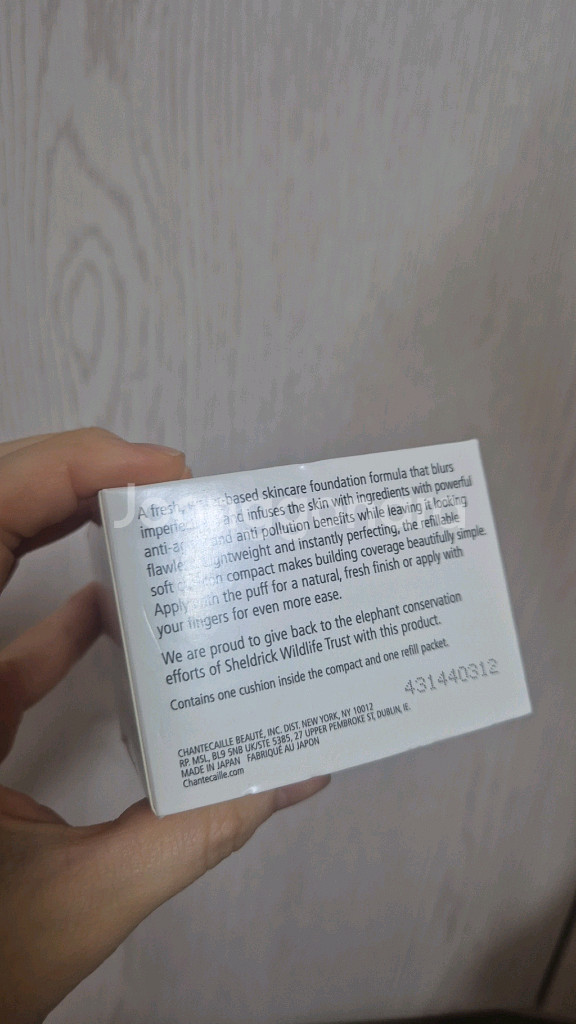 A fresh, -based skincare foundation formula that blurs
and infuses the skin with ingredients with powerful
and anti pollution benefits while leaving it looking
lightweight and instantly perfecting, the refillable
soft compact makes building coverage beautifully simple.
Apply with the puff for a natural, fresh finish or apply with
your fingers for even more ease.
We are proud to give back to the elephant conservation
efforts of Sheldrick Wildlife Trust with this product.
Contains one cushion inside the compact and one refill packet.
431440312
CHANTECAILLE BEAUTÉ, INC. DIST. NEW YORK, NY 10012
RP. MSL, BL9 5NB UK/STE 5385, 27 UPPER PEMBROKE ST, DUBLIN, IE.
MADE IN JAPAN FABRIQUÉ AU JAPON
Chantecaille.com